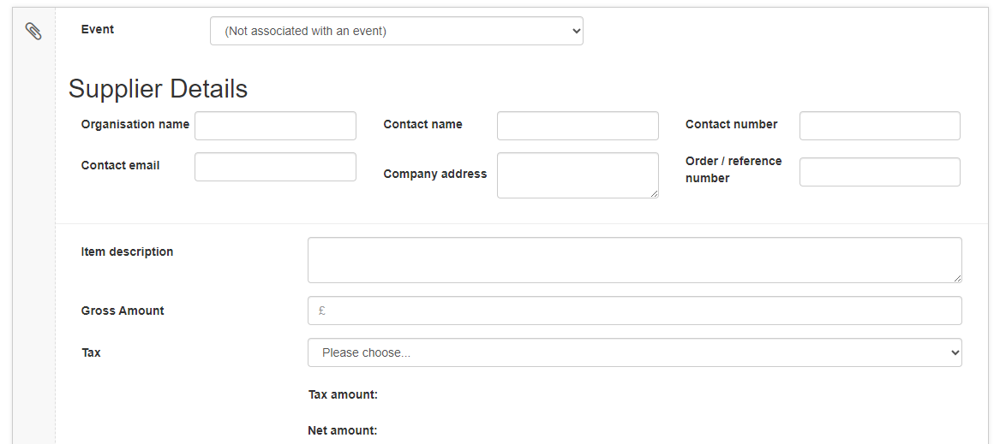 Event (Not associated with an event)
Supplier Details
Organisation name Contact name Contact number
Contact email Company address Order / reference
number
Item description
Gross Amount £
Tax Please choose...
Tax amount:
Net amount: